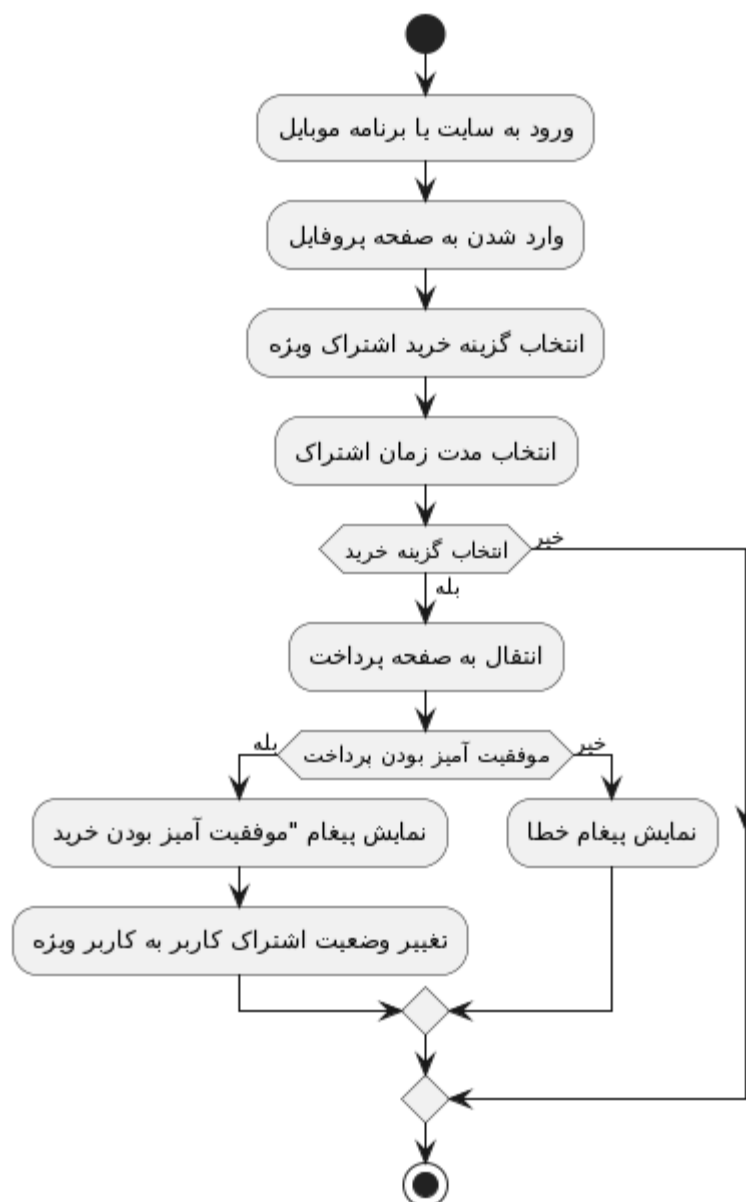 ورود به سایت یا برنامه موبایل
وارد شدن به صفحه پروفایل
انتخاب گزینه خرید اشتراک ویژه
انتخاب مدت زمان اشتراک
انتخاب گزینه خرید
خیر
بله
انتقال به صفحه پرداخت
موفقیت آمیز بودن پرداخت
بله
خیر
نمایش پیغام "موفقیت آمیز بودن خرید
نمایش پیغام خطا
تغییر وضعیت اشتراک کاربر به کاربر ویژه